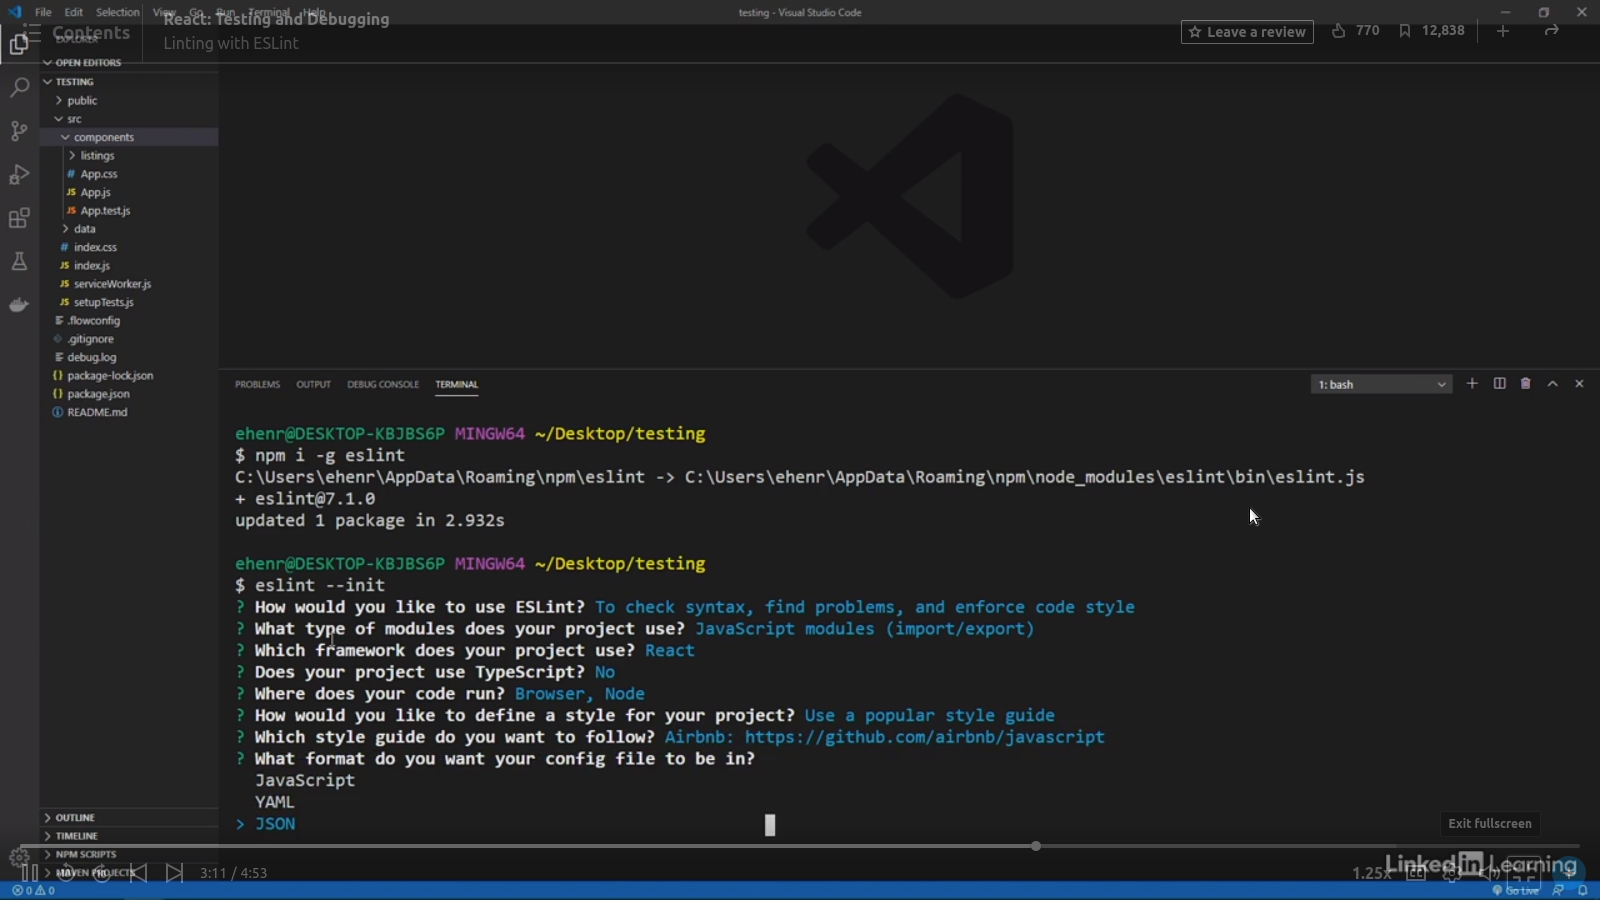 File Edit Selection View Go Run Terminal Help
testing - Visual Studio Code
React: Testing and Debugging
Contents
Linting with ESLint
Leave a review
770
12,838
EXPLORER
OPEN EDITORS
TESTING
public
src
components
listings
# App.css
JS App.js
JS App.test.js
data
# index.css
JS index.js
JS serviceWorker.js
JS setupTests.js
.flowconfig
.gitignore
debug.log
{} package-lock.json
{} package.json
README.md
OUTLINE
TIMELINE
NPM SCRIPTS
MAVEN PROJECTS
PROBLEMS OUTPUT DEBUG CONSOLE TERMINAL
1: bash
ehenr@DESKTOP-KBJBS6P MINGW64 ~/Desktop/testing
$ npm i -g eslint
C:\Users\ehenr\AppData\Roaming\npm\eslint -> C:\Users\ehenr\AppData\Roaming\npm\node_modules\eslint\bin\eslint.js
+ eslint@7.1.0
updated 1 package in 2.932s
ehenr@DESKTOP-KBJBS6P MINGW64 ~/Desktop/testing
$ eslint --init
? How would you like to use ESLint? To check syntax, find problems, and enforce code style
? What type of modules does your project use? JavaScript modules (import/export)
? Which framework does your project use? React
? Does your project use TypeScript? No
? Where does your code run? Browser, Node
? How would you like to define a style for your project? Use a popular style guide
? Which style guide do you want to follow? Airbnb: https://github.com/airbnb/javascript
? What format do you want your config file to be in?
JavaScript
YAML
> JSON
Exit fullscreen
3:11 / 4:53
1.25x
CC
LinkedIn Learning
0 0
Go Live